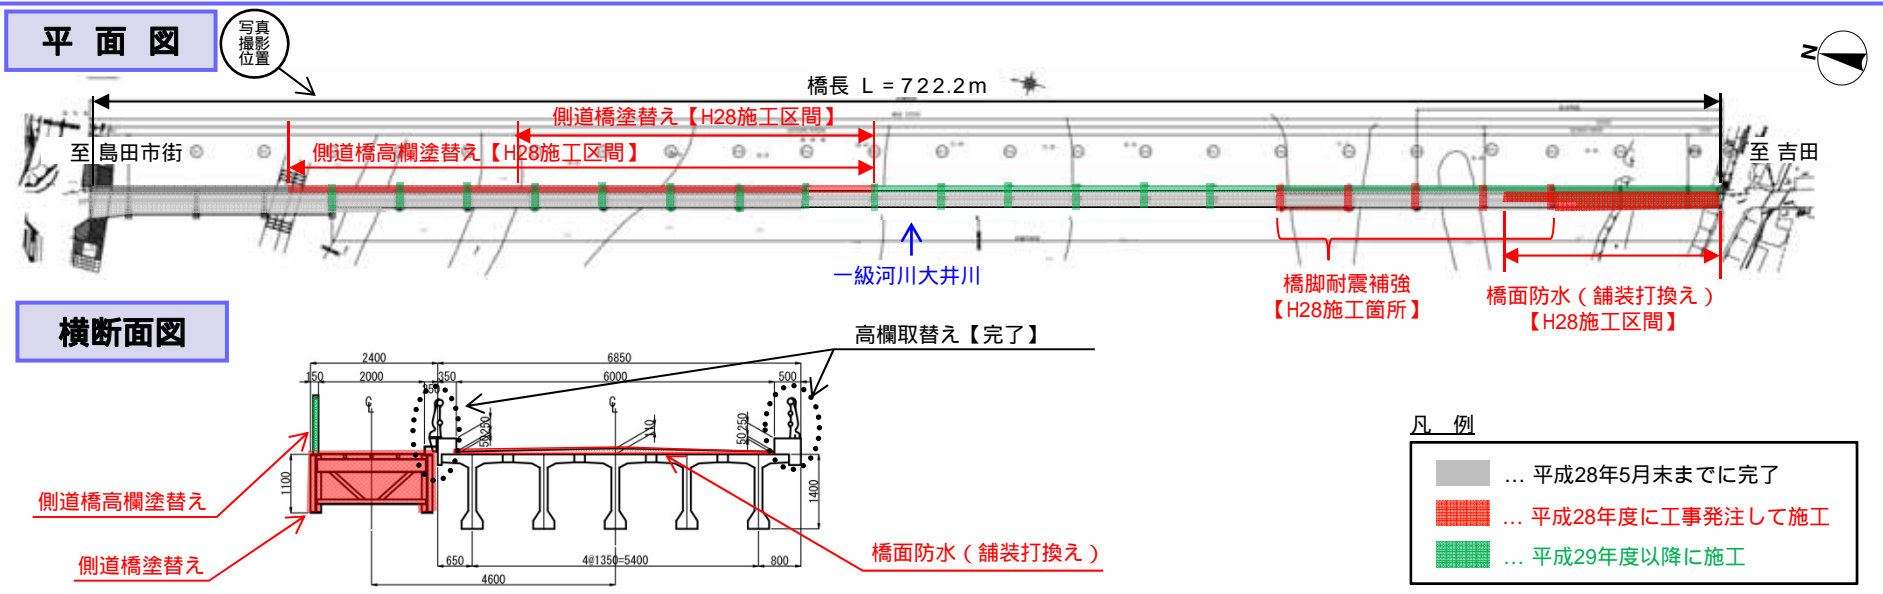 平面図
写真
撮影
位置
N
橋長 L＝722.2m
側道橋塗替え【H28施工区間】
側道橋高欄塗替え【H28施工区間】
至 島田市街
至 吉田
一級河川大井川
橋脚耐震補強
【H28施工箇所】
橋面防水（舗装打換え）
【H28施工区間】
横断面図
高欄取替え【完了】
2400
6850
150
2000
250
350
6000
500
50
250
110
50
250
1100
1400
側道橋高欄塗替え
側道橋塗替え
橋面防水（舗装打換え）
650
4@1350=5400
800
4600
凡 例
… 平成28年5月末までに完了
… 平成28年度に工事発注して施工
… 平成29年度以降に施工